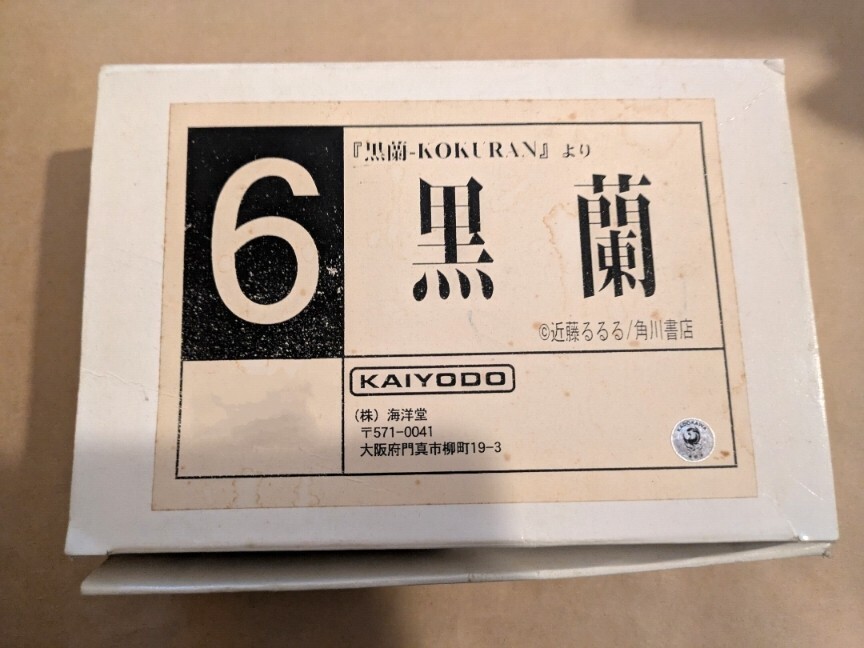 6
『黒蘭-KOKURAN』より
黒 蘭
©近藤るるる/角川書店
KAIYODO
(株) 海洋堂
〒571-0041
大阪府門真市柳町19-3
KADOKAWA